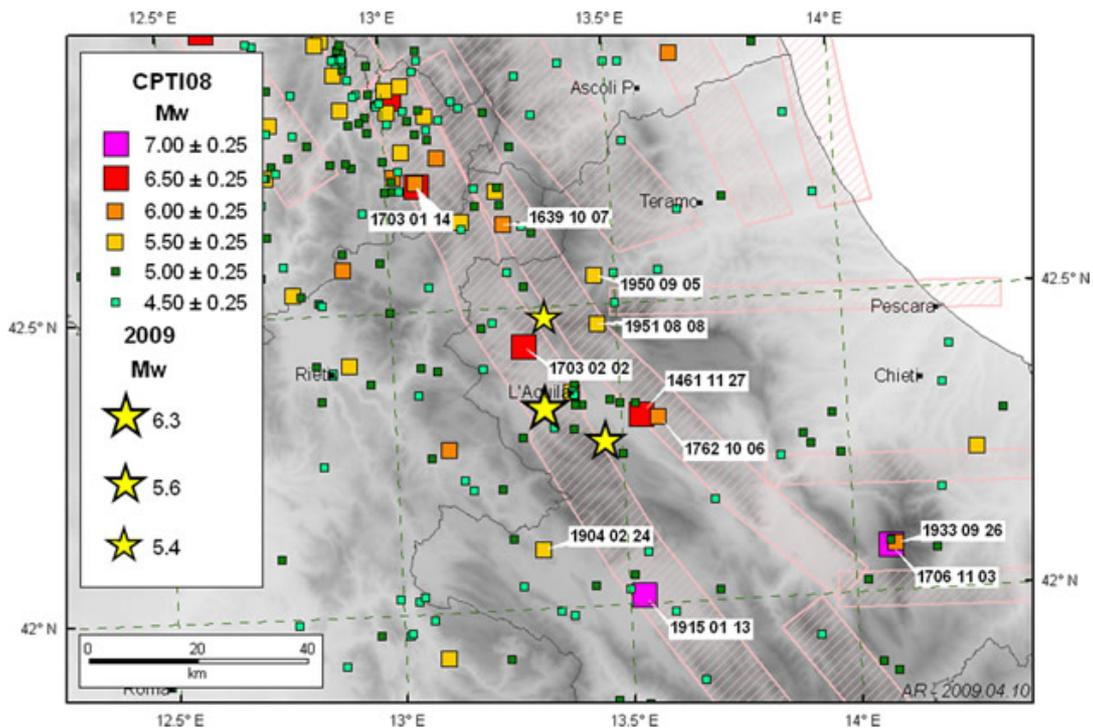 12.5° E
13° E
13.5° E
14° E
CPTI08
Mw
7.00 ± 0.25
6.50 ± 0.25
6.00 ± 0.25
5.50 ± 0.25
5.00 ± 0.25
4.50 ± 0.25
2009
Mw
6.3
5.6
5.4
Ascoli P.
1703 01 14
1639 10 07
Teramo
1950 09 05
42.5° N
Pescara
42.5° N
1951 08 08
Rieti
1703 02 02
1461 11 27
Chieti
L'Aquila
1762 10 06
1904 02 24
1933 09 26
1706 11 03
42° N
1915 01 13
42° N
0
20
40
km
Roma
AR - 2009.04.10
12.5° E
13° E
13.5° E
14° E